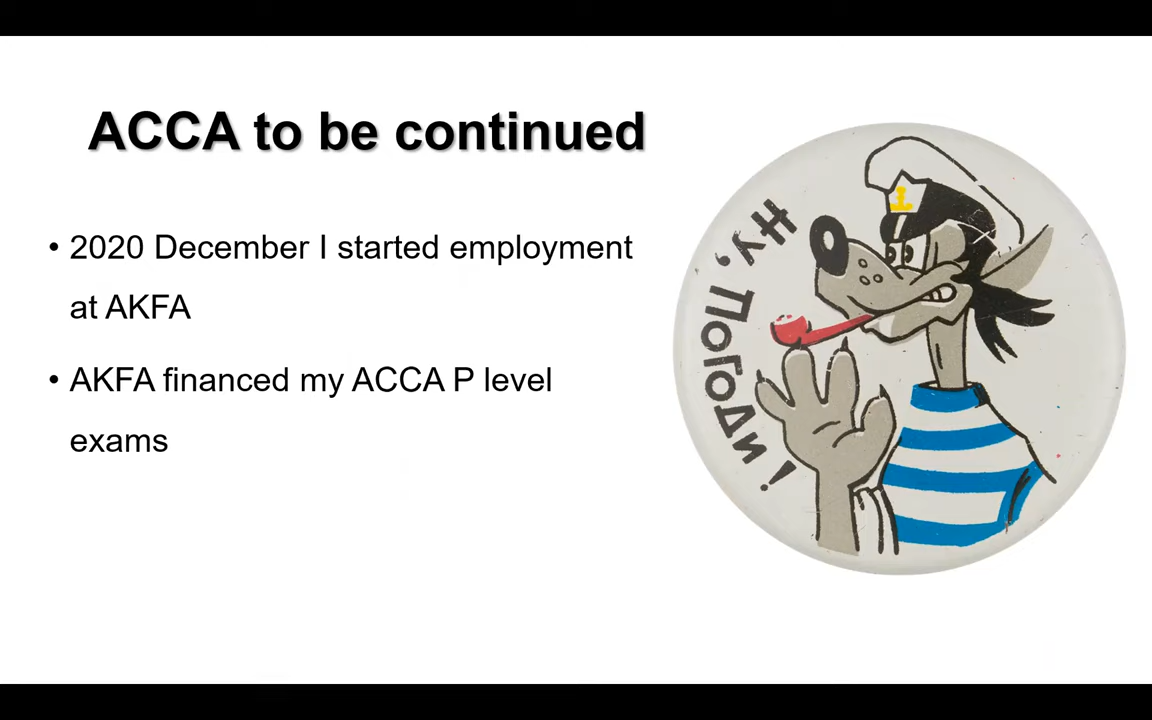 ACCA to be continued
• 2020 December I started employment
at AKFA
• AKFA financed my ACCA P level
exams
Ну, Погоди!